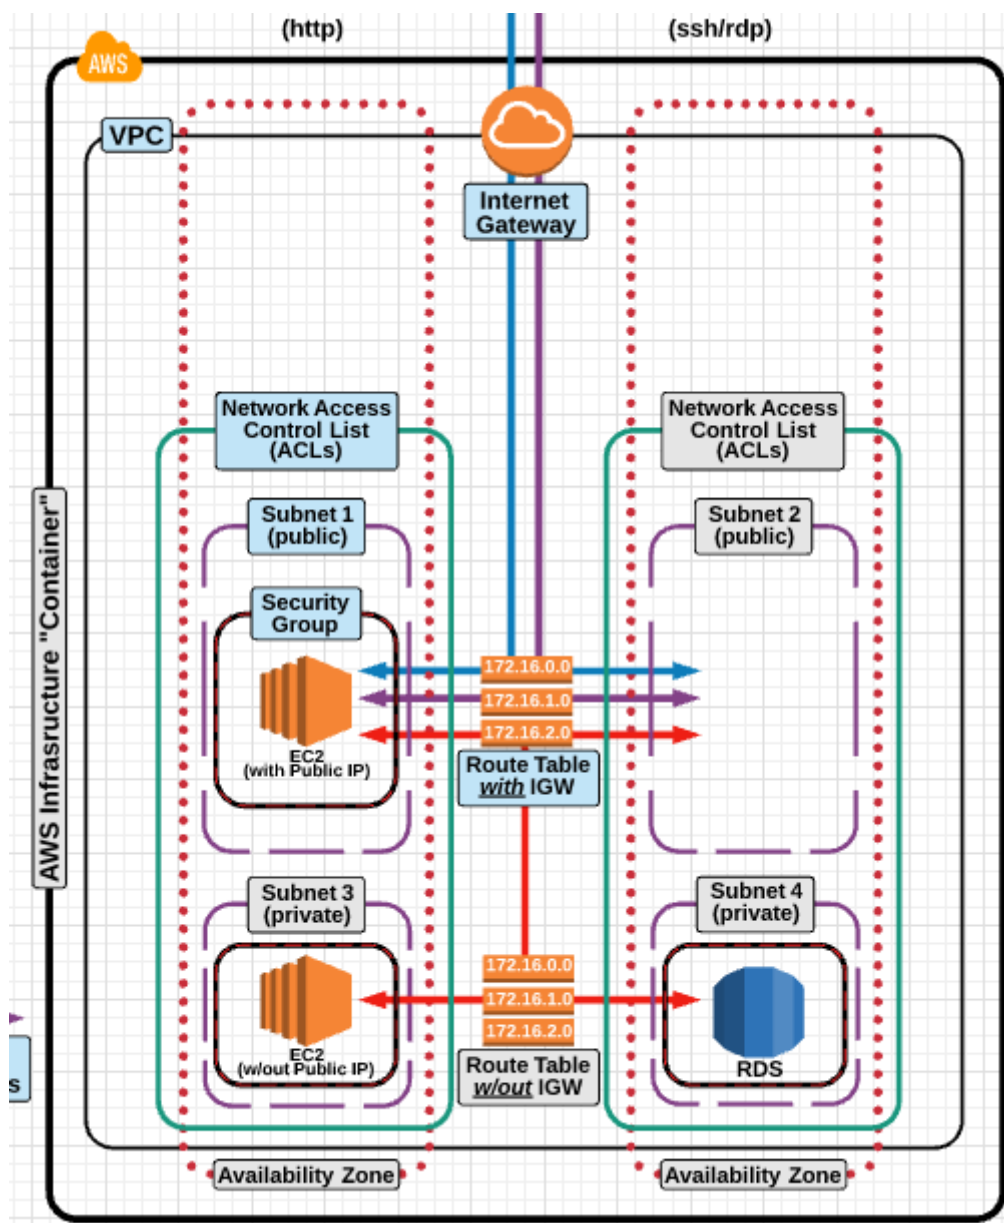 (http)
(ssh/rdp)
AWS
VPC
Internet
Gateway
Network Access
Control List
(ACLs)
Network Access
Control List
(ACLs)
AWS Infrasructure "Container"
Subnet 1
(public)
Subnet 2
(public)
Security
Group
172.16.0.0
172.16.1.0
172.16.2.0
EC2
(with Public IP)
Route Table
with IGW
Subnet 3
(private)
Subnet 4
(private)
172.16.0.0
172.16.1.0
172.16.2.0
EC2
(w/out Public IP)
RDS
Route Table
w/out IGW
s
Availability Zone
Availability Zone